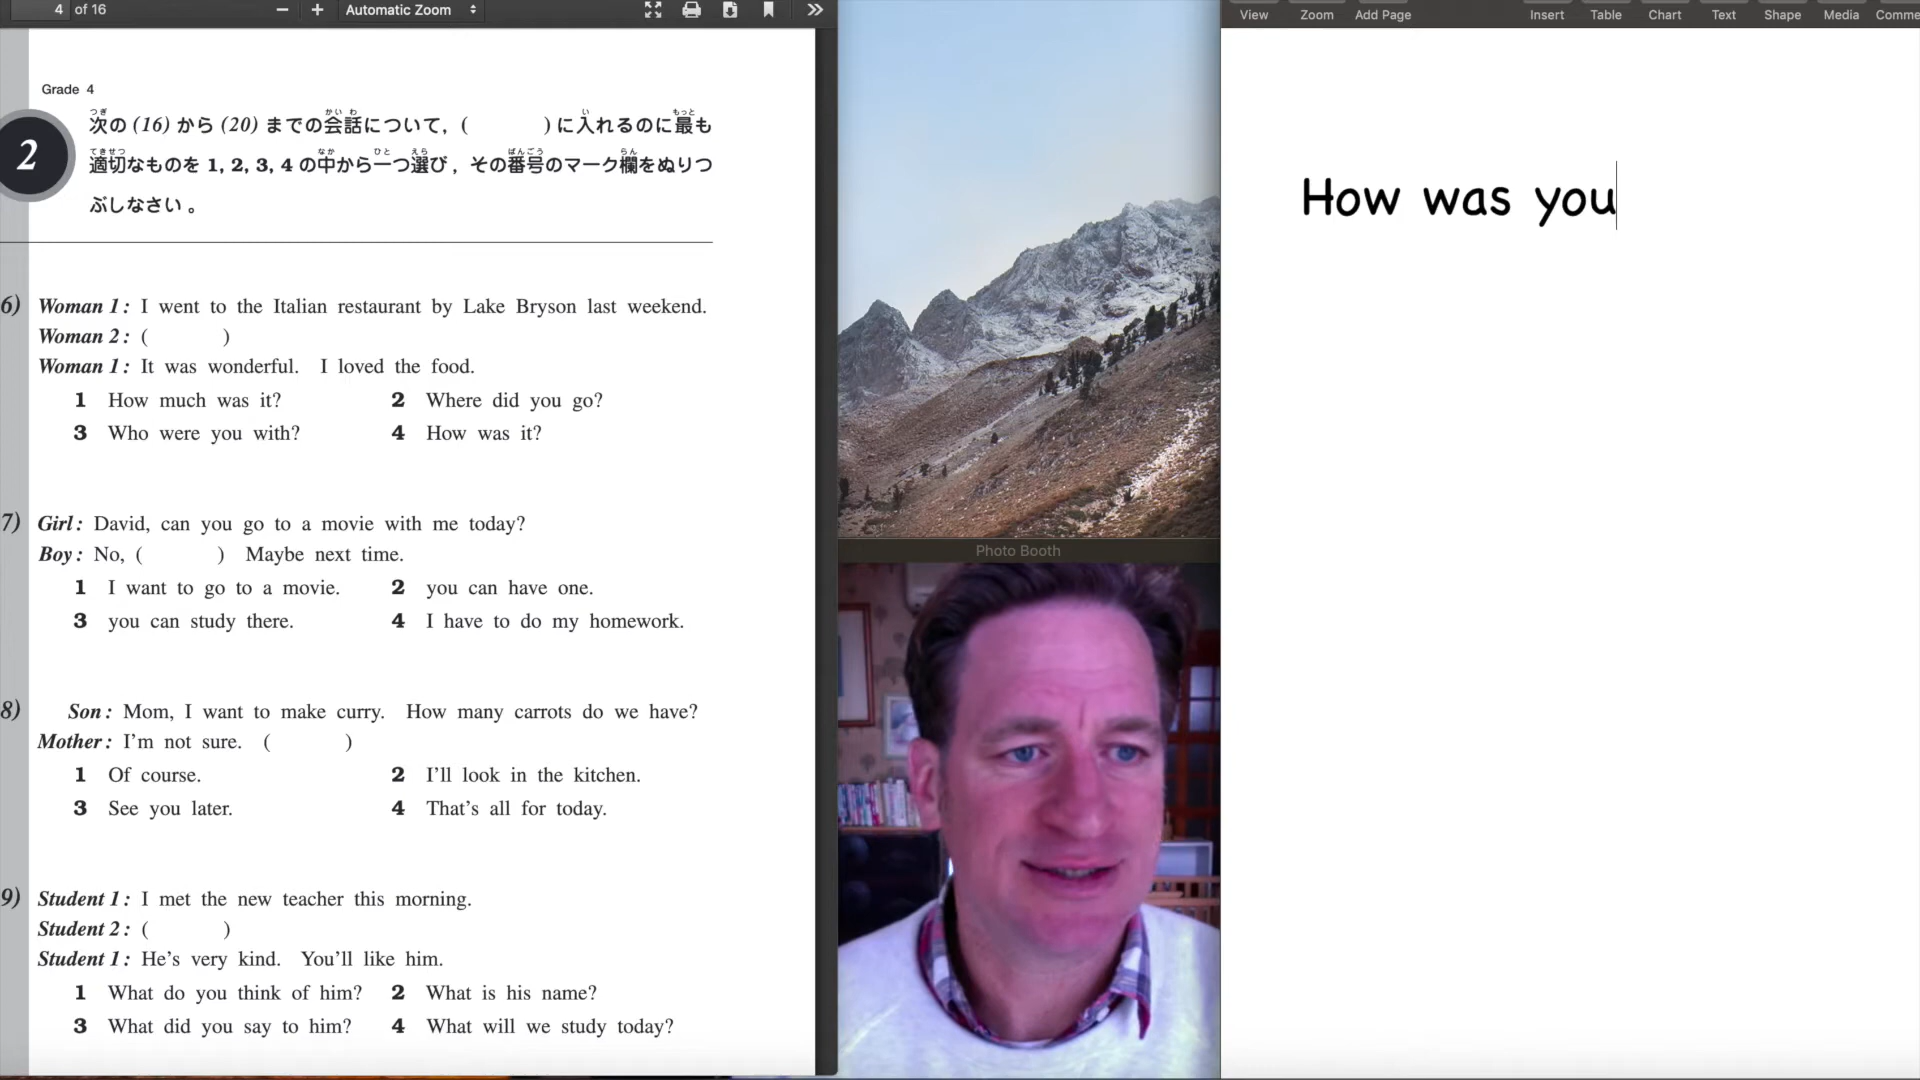 4 of 16
Automatic Zoom
View Zoom Add Page Insert Table Chart Text Shape Media Comme
Grade 4
2
次の (16) から (20) までの会話について, ( ) に入れるのに最も
適切なものを 1, 2, 3, 4 の中から一つ選び, その番号のマーク欄をぬりつ
ぶしなさい。
6) Woman 1: I went to the Italian restaurant by Lake Bryson last weekend.
Woman 2: ( )
Woman 1: It was wonderful. I loved the food.
1 How much was it? 2 Where did you go?
3 Who were you with? 4 How was it?
7) Girl: David, can you go to a movie with me today?
Boy: No, ( ) Maybe next time.
1 I want to go to a movie. 2 you can have one.
3 you can study there. 4 I have to do my homework.
8) Son: Mom, I want to make curry. How many carrots do we have?
Mother: I'm not sure. ( )
1 Of course. 2 I'll look in the kitchen.
3 See you later. 4 That's all for today.
9) Student 1: I met the new teacher this morning.
Student 2: ( )
Student 1: He's very kind. You'll like him.
1 What do you think of him? 2 What is his name?
3 What did you say to him? 4 What will we study today?
Photo Booth
How was you